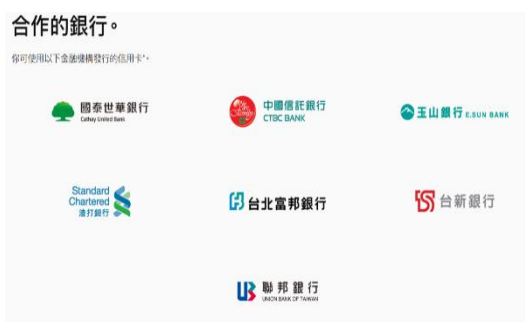 合作的銀行。
你可使用以下金融機構發行的信用卡*。
國泰世華銀行
Cathay United Bank
中國信託銀行
CTBC BANK
玉山銀行 E.SUN BANK
Standard
Chartered
渣打銀行
台北富邦銀行
台新銀行
聯邦銀行
UNION BANK OF TAIWAN